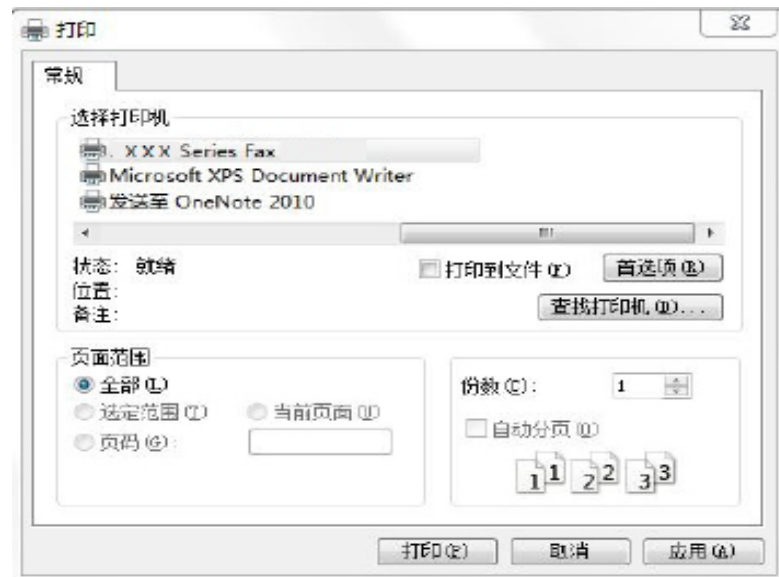 打印
常规
选择打印机
. XXX Series Fax
Microsoft XPS Document Writer
发送至 OneNote 2010
状态: 就绪
打印到文件(F) 首选项(R)
位置:
备注:
查找打印机(D)...
页面范围
全部(L)
选定范围(T) 当前页面(U)
页码(G):
份数(C): 1
自动分页(O)
1 1 2 2 3 3
打印(P) 取消 应用(A)